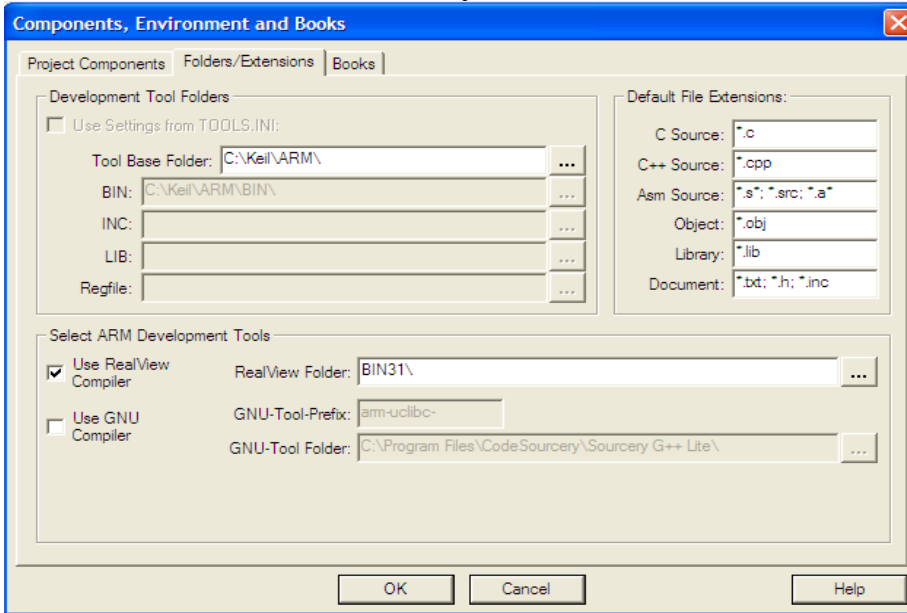 Components, Environment and Books
Project Components
Folders/Extensions
Books
Development Tool Folders
Use Settings from TOOLS.INI:
Tool Base Folder: C:\Keil\ARM\ ...
BIN: C:\Keil\ARM\BIN\ ...
INC: ...
LIB: ...
Regfile: ...
Default File Extensions:
C Source: *.c
C++ Source: *.cpp
Asm Source: *.s*; *.src; *.a*
Object: *.obj
Library: *.lib
Document: *.txt; *.h; *.inc
Select ARM Development Tools
Use RealView
Compiler
RealView Folder: BIN31\ ...
Use GNU
Compiler
GNU-Tool-Prefix: arm-uclibc-
GNU-Tool Folder: C:\Program Files\CodeSourcery\Sourcery G++ Lite\ ...
OK
Cancel
Help